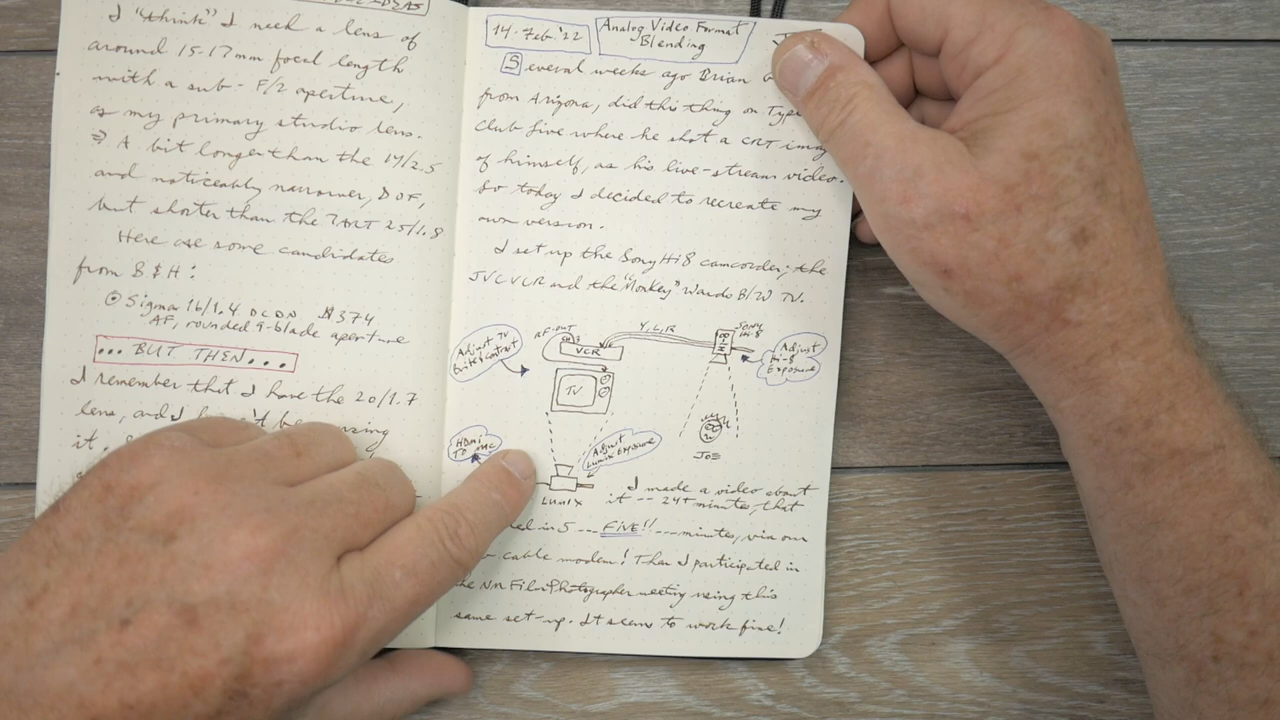 I "think" I need a lens of
around 15-17mm focal length
with a sub-F/2 aperture,
as my primary studio lens.
⇒ A bit longer than the 14/2.5
and noticeably narrower, DOF,
but shorter than the TART 25/1.8
Here are some candidates
from B&H:
⊙ Sigma 16/1.4 DCDN $374
AF, rounded 9-blade aperture
... BUT THEN...
I remember that I have the 20/1.7
lens, and I using
it,
14-Feb.'22
Analog Video Format
Blending
Several weeks ago Brian
from Arizona, did this thing on
Club five where he shot a CRT
of himself, as his live-stream video.
So today I decided to recreate my
own version.
I set up the Sony Hi8 camcorder, the
JVC VCR and the "Monkey" Wards B/W TV.
Adjust TV
Brite/Contrast
RF-OUT
VCR
TV
Y, L, R
SONY
Hi-8
Hi-8
Adjust
Hi-8
Exposure
JOE
HDMI
TO
Adjust
Lumix Exposure
LUMIX
I made a video about
it -- 24+ minutes, that
in 5 --- FIVE!! --- minutes, via our
cable modem! Then I participated in
the NM Film Photographer meeting using this
same set-up. It seems to work fine!